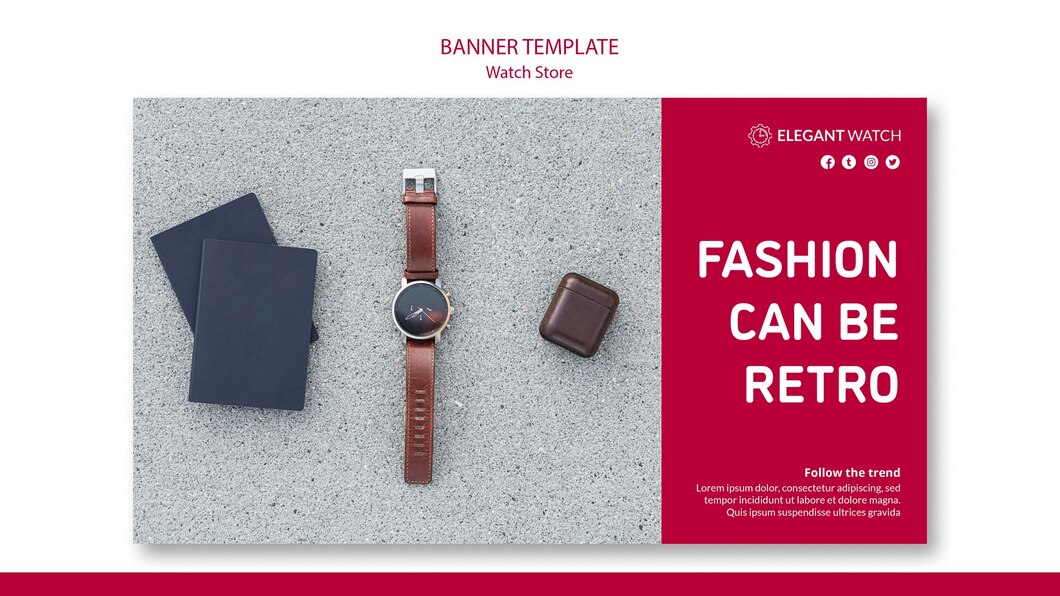 BANNER TEMPLATE
Watch Store
ELEGANT WATCH
FASHION
CAN BE
RETRO
Follow the trend
Lorem ipsum dolor, consectetur adipiscing, sed
tempor incididunt ut labore et dolore magna.
Quis ipsum suspendisse ultrices gravida